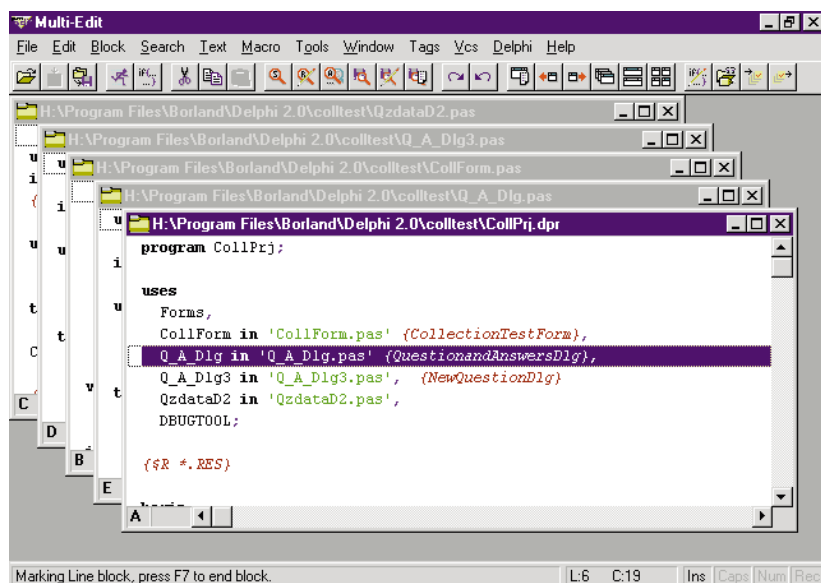 Multi-Edit
File Edit Block Search Text Macro Tools Window Tags Vcs Delphi Help
H:\Program Files\Borland\Delphi 2.0\colltest\QzdataD2.pas
H:\Program Files\Borland\Delphi 2.0\colltest\Q_A_Dlg3.pas
H:\Program Files\Borland\Delphi 2.0\colltest\CollForm.pas
H:\Program Files\Borland\Delphi 2.0\colltest\Q_A_Dlg.pas
H:\Program Files\Borland\Delphi 2.0\colltest\CollPrj.dpr
program CollPrj;
uses
Forms,
CollForm in 'CollForm.pas' {CollectionTestForm},
Q_A_Dlg in 'Q_A_Dlg.pas' {QuestionandAnswersDlg},
Q_A_Dlg3 in 'Q_A_Dlg3.pas', {NewQuestionDlg}
QzdataD2 in 'QzdataD2.pas',
DBUGTOOL;
{$R *.RES}
C
D
B
E
A
Marking Line block, press F7 to end block. L:6 C:19 Ins Caps Num Rec